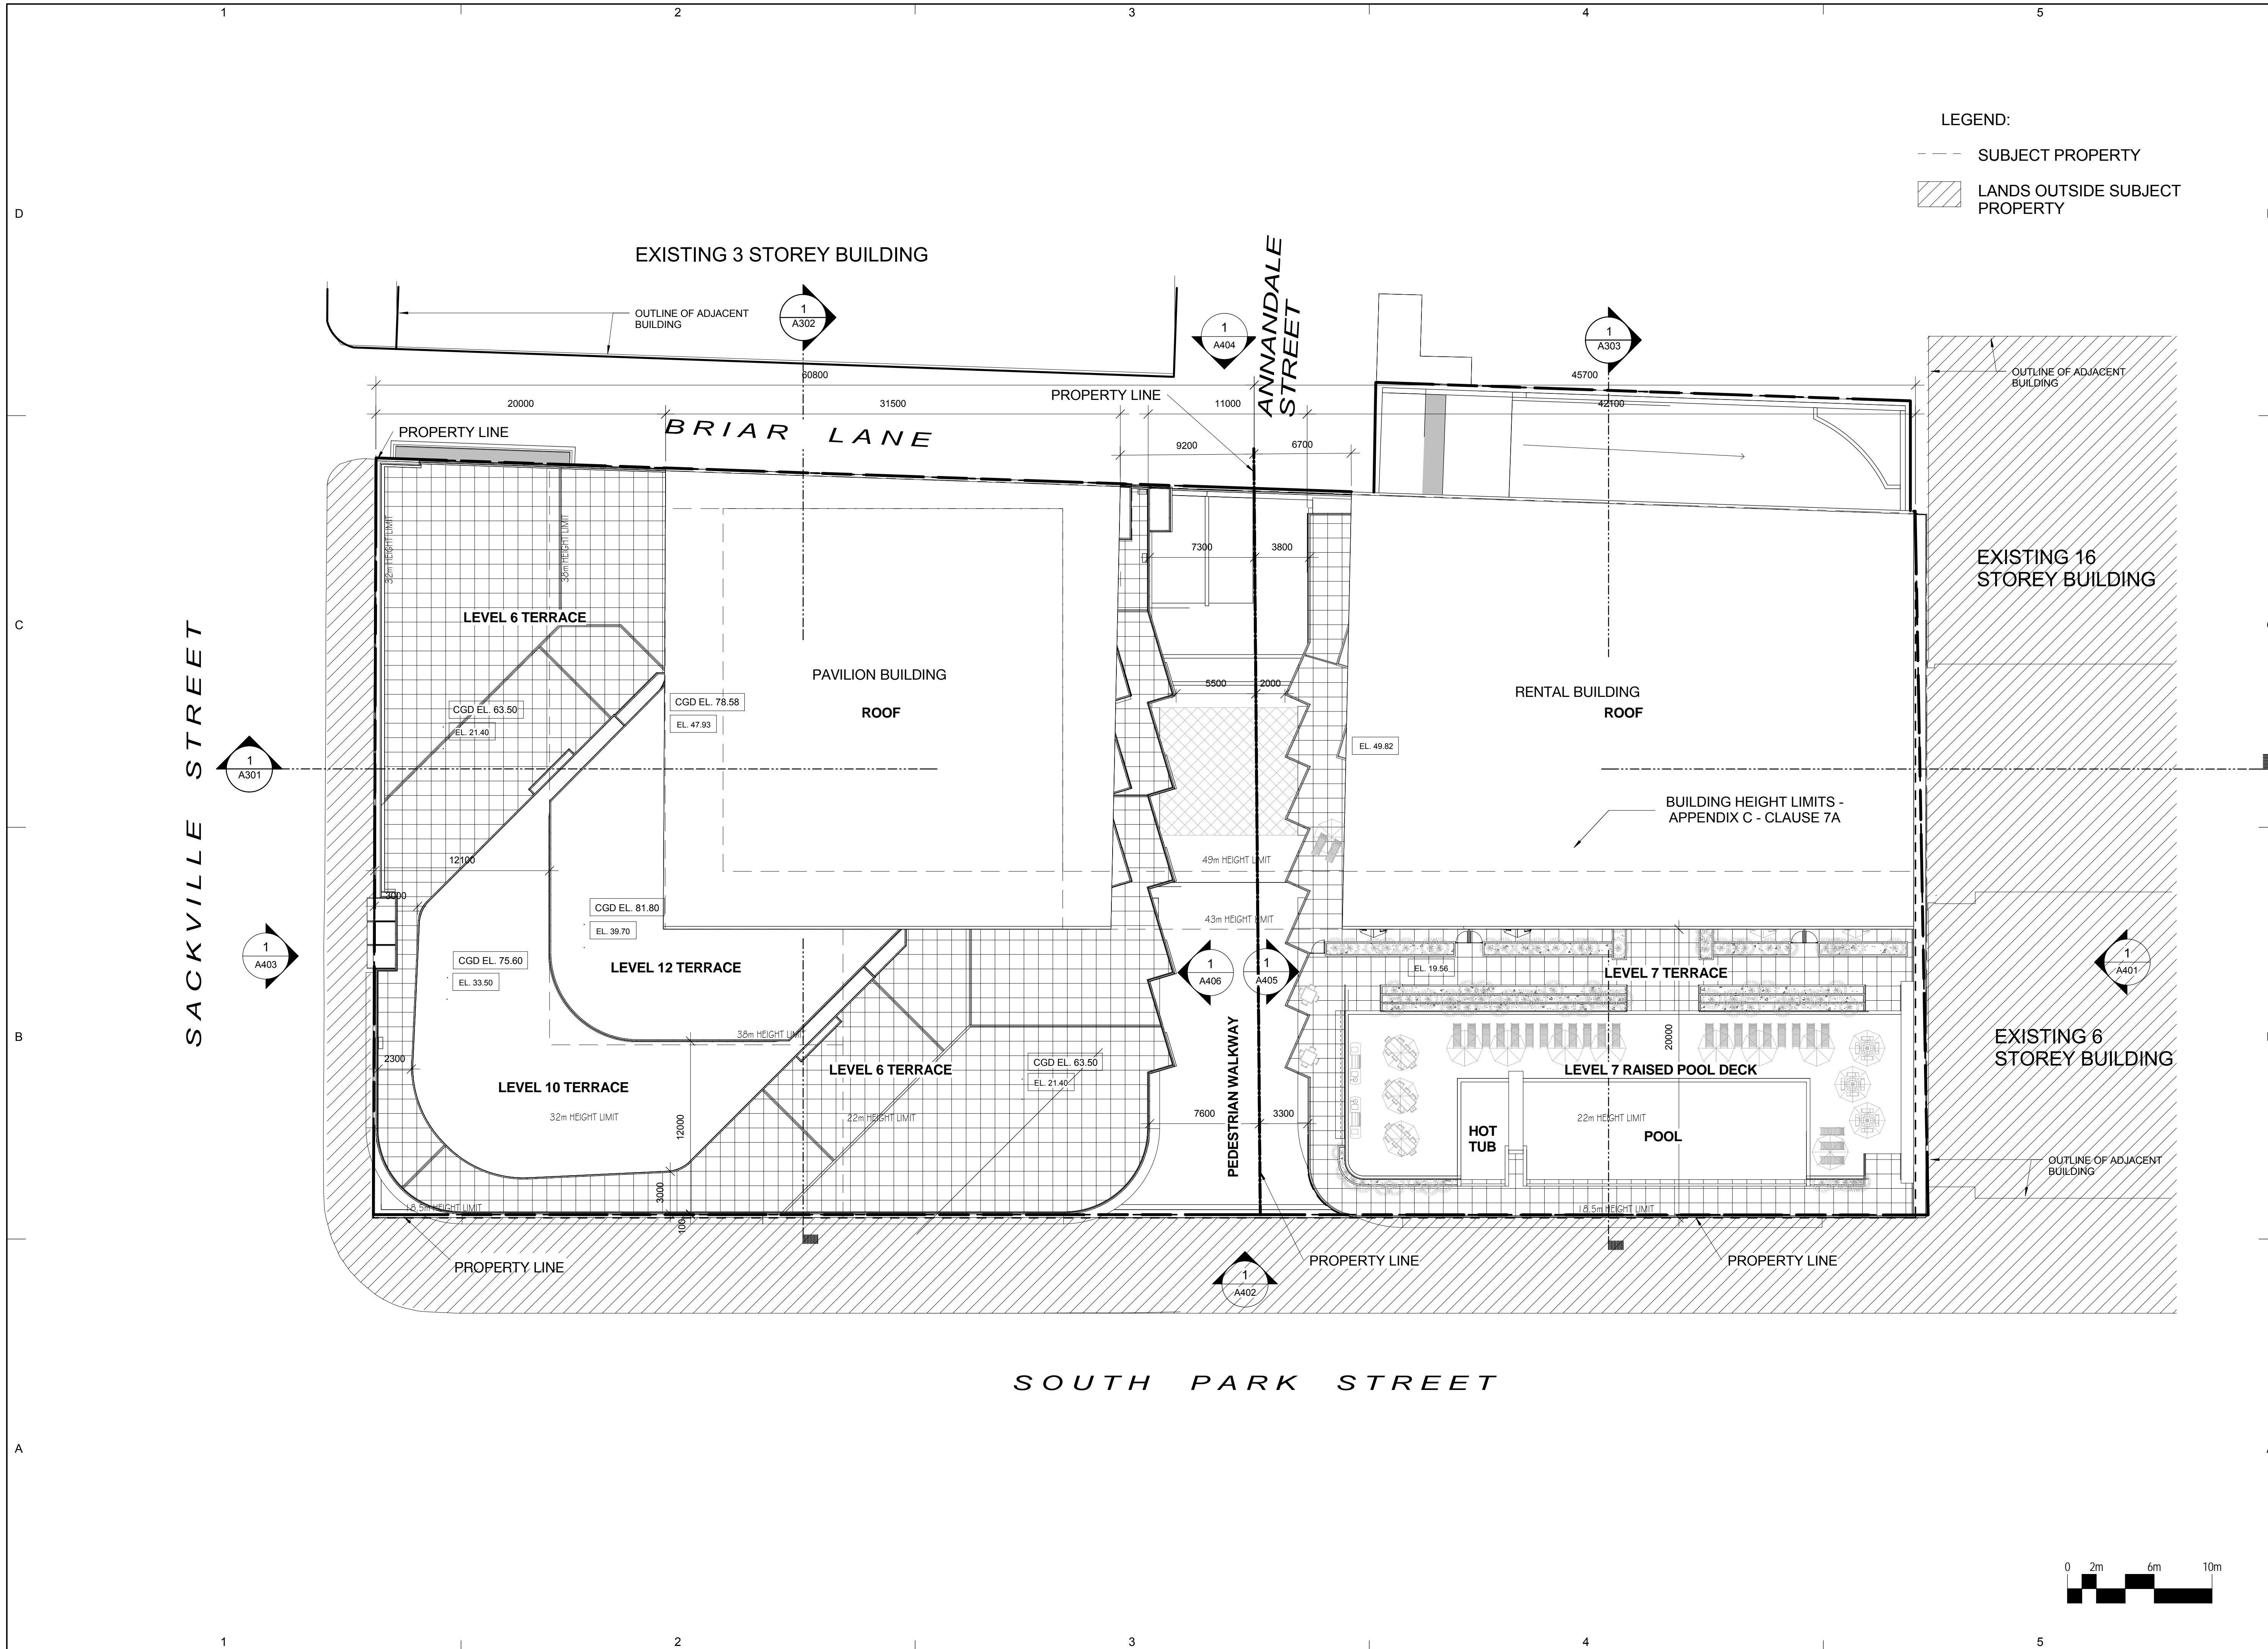 1
2
3
4
5
LEGEND:
SUBJECT PROPERTY
LANDS OUTSIDE SUBJECT
PROPERTY
D
EXISTING 3 STOREY BUILDING
ANNANDALE
STREET
OUTLINE OF ADJACENT
BUILDING
1
A302
1
A404
1
A303
OUTLINE OF ADJACENT
BUILDING
60800
45700
PROPERTY LINE
20000
31500
11000
42100
BRIAR LANE
PROPERTY LINE
9200
6700
32m HEIGHT LIMIT
38m HEIGHT LIMIT
7300
3800
EXISTING 16
STOREY BUILDING
LEVEL 6 TERRACE
C
SACKVILLE STREET
PAVILION BUILDING
ROOF
5500
2000
RENTAL BUILDING
ROOF
CGD EL. 63.50
EL. 21.40
CGD EL. 78.58
EL. 47.93
EL. 49.82
1
A301
BUILDING HEIGHT LIMITS -
APPENDIX C - CLAUSE 7A
12100
49m HEIGHT LIMIT
3000
CGD EL. 81.80
EL. 39.70
43m HEIGHT LIMIT
1
A403
CGD EL. 75.60
EL. 33.50
LEVEL 12 TERRACE
1
A406
1
A405
EL. 19.56
LEVEL 7 TERRACE
1
A401
B
38m HEIGHT LIMIT
20000
EXISTING 6
STOREY BUILDING
2300
LEVEL 10 TERRACE
LEVEL 6 TERRACE
CGD EL. 63.50
EL. 21.40
PEDESTRIAN WALKWAY
LEVEL 7 RAISED POOL DECK
32m HEIGHT LIMIT
12000
22m HEIGHT LIMIT
7600
3300
22m HEIGHT LIMIT
HOT
TUB
POOL
OUTLINE OF ADJACENT
BUILDING
3000
18.5m HEIGHT LIMIT
100
18.5m HEIGHT LIMIT
PROPERTY LINE
PROPERTY LINE
PROPERTY LINE
1
A402
SOUTH PARK STREET
A
0 2m 6m 10m
1
2
3
4
5